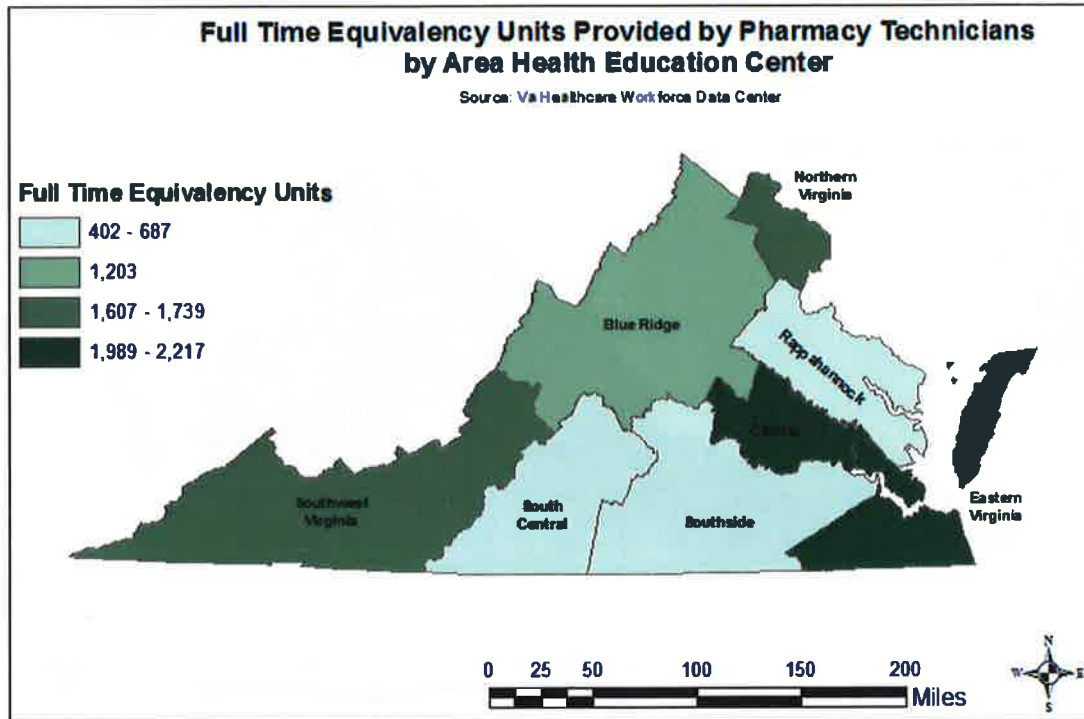 Full Time Equivalency Units Provided by Pharmacy Technicians
by Area Health Education Center
Source: Va Healthcare Workforce Data Center
Full Time Equivalency Units
402 - 687
1,203
1,607 - 1,739
1,989 - 2,217
Northern
Virginia
Blue Ridge
Rappahannock
Central
Eastern
Virginia
Southwest
Virginia
South
Central
Southside
0 25 50 100 150 200
Miles
N
W E
S